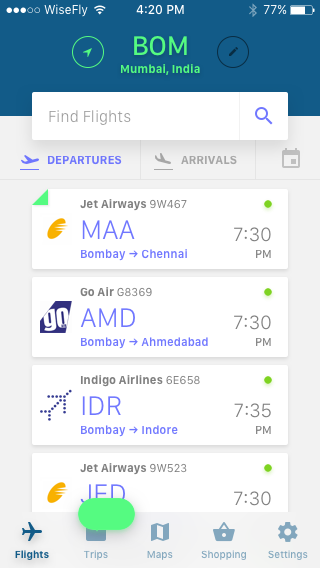 WiseFly 4:20 PM 77%
BOM
Mumbai, India
Find Flights
DEPARTURES ARRIVALS
Jet Airways 9W467
MAA 7:30
Bombay → Chennai PM
Go Air G8369
go AMD 7:30
Bombay → Ahmedabad PM
Indigo Airlines 6E658
IDR 7:35
Bombay → Indore PM
Jet Airways 9W523
JED 7:30
Flights Trips Maps Shopping Settings